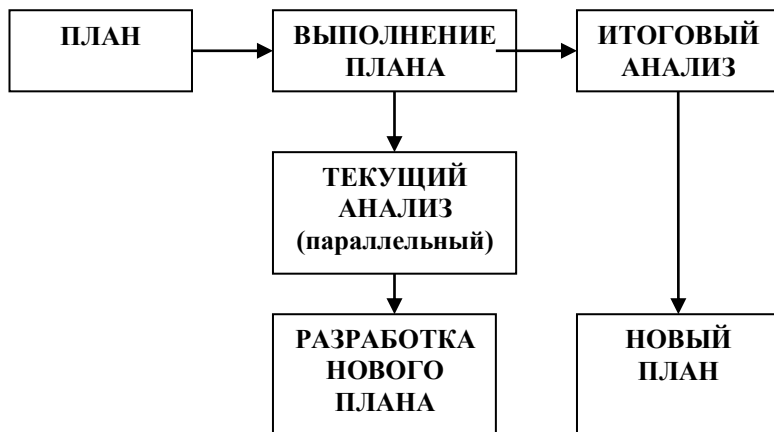 ПЛАН
ВЫПОЛНЕНИЕ
ПЛАНА
ИТОГОВЫЙ
АНАЛИЗ
ТЕКУЩИЙ
АНАЛИЗ
(параллельный)
РАЗРАБОТКА
НОВОГО
ПЛАНА
НОВЫЙ
ПЛАН